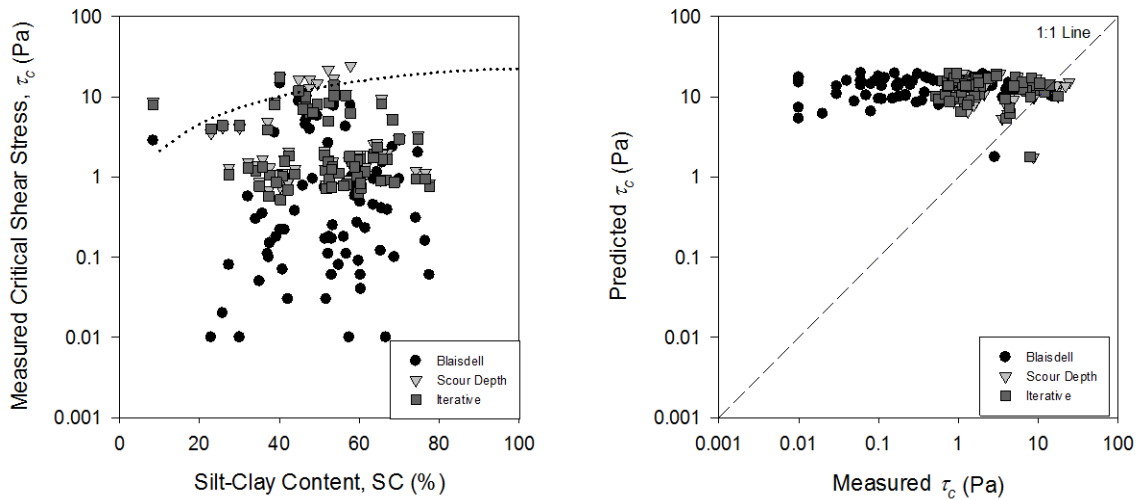 Measured Critical Shear Stress, τc (Pa)
100
10
1
0.1
0.01
0.001
0 20 40 60 80 100
Silt-Clay Content, SC (%)
Blaisdell
Scour Depth
Iterative
Predicted τc (Pa)
100
10
1
0.1
0.01
0.001
0.001 0.01 0.1 1 10 100
Measured τc (Pa)
1:1 Line
Blaisdell
Scour Depth
Iterative